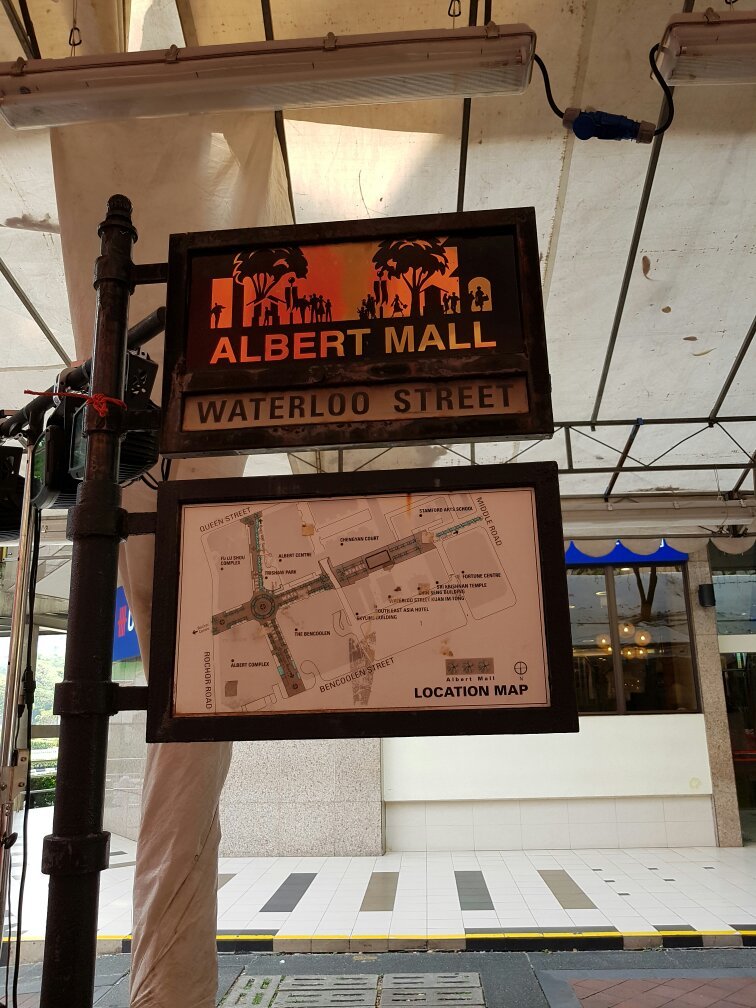 ALBERT MALL
WATERLOO STREET
QUEEN STREET
MIDDLE ROAD
STAMFORD ARTS SCHOOL
CHENGYAN COURT
FU LU SHOU
COMPLEX
ALBERT CENTRE
FORTUNE CENTRE
SRI KRISHNAN TEMPLE
WATERLOO STREET KUAN IM TONG
SOUTH EAST ASIA HOTEL
SKYLINE BUILDING
THE BENCOOLEN
ALBERT COMPLEX
ROCHOR ROAD
BENCOOLEN STREET
Albert Mall
N
LOCATION MAP